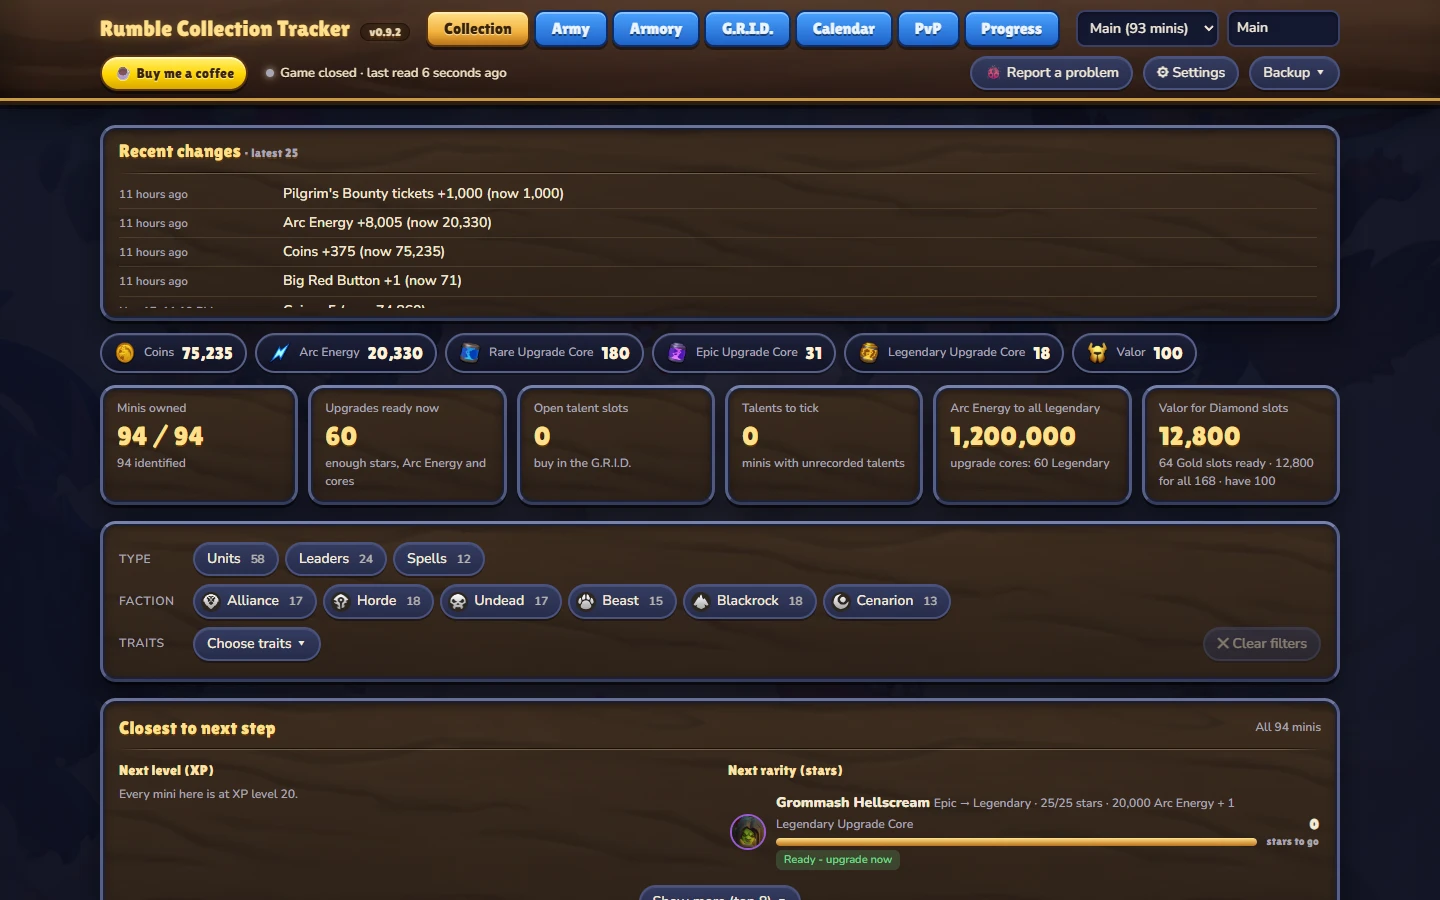 Rumble Collection Tracker v0.9.2 Collection Army Armory G.R.I.D. Calendar PvP Progress Main (93 minis) Main
Buy me a coffee Game closed · last read 6 seconds ago Report a problem Settings Backup
Recent changes · latest 25
11 hours ago Pilgrim's Bounty tickets +1,000 (now 1,000)
11 hours ago Arc Energy +8,005 (now 20,330)
11 hours ago Coins +375 (now 75,235)
11 hours ago Big Red Button +1 (now 71)
Coins 75,235 Arc Energy 20,330 Rare Upgrade Core 180 Epic Upgrade Core 31 Legendary Upgrade Core 18 Valor 100
Minis owned Upgrades ready now Open talent slots Talents to tick Arc Energy to all legendary Valor for Diamond slots
94 / 94 60 0 0 1,200,000 12,800
94 identified enough stars, Arc Energy and buy in the G.R.I.D. minis with unrecorded talents upgrade cores: 60 Legendary 64 Gold slots ready · 12,800
cores for all 168 · have 100
TYPE Units 58 Leaders 24 Spells 12
FACTION Alliance 17 Horde 18 Undead 17 Beast 15 Blackrock 18 Cenarion 13
TRAITS Choose traits Clear filters
Closest to next step All 94 minis
Next level (XP) Next rarity (stars)
Every mini here is at XP level 20.
Grommash Hellscream Epic → Legendary · 25/25 stars · 20,000 Arc Energy + 1
Legendary Upgrade Core 0
stars to go
Ready - upgrade now